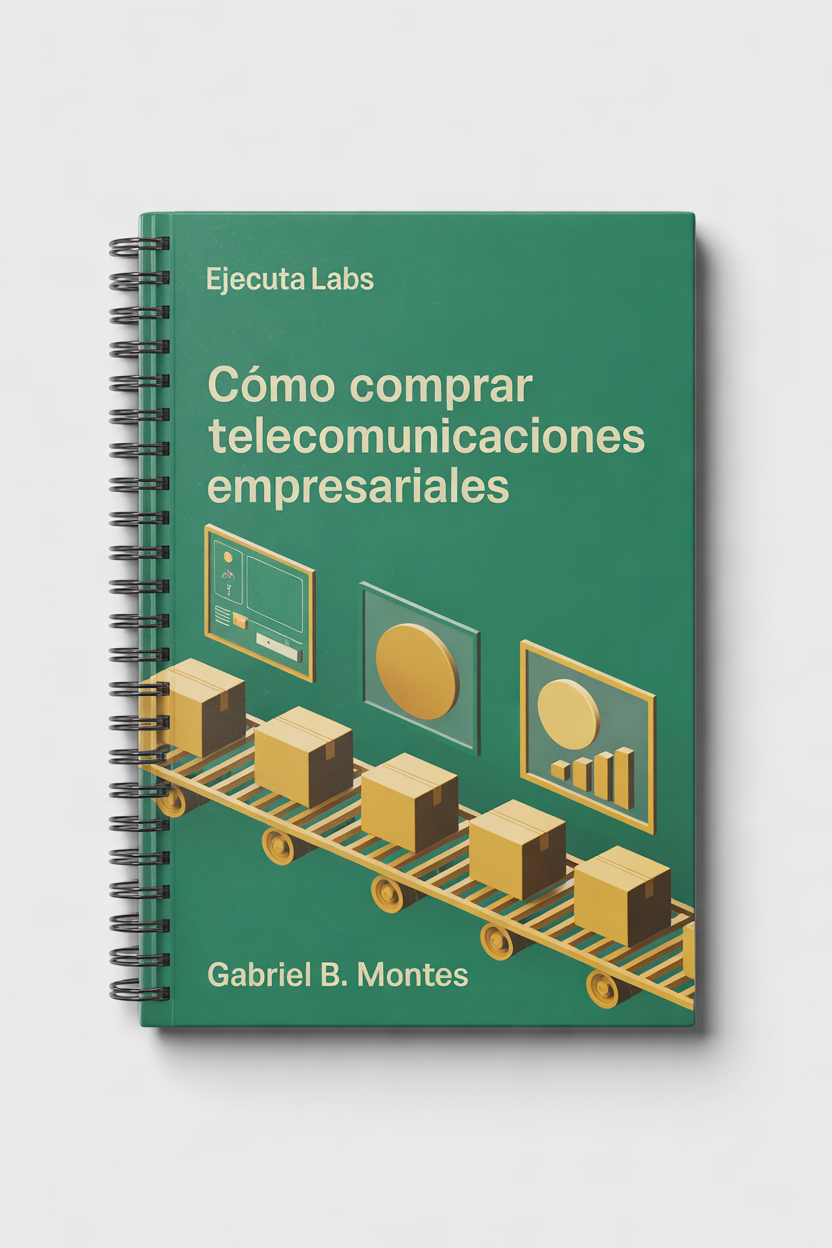 Ejecuta Labs
Cómo comprar
telecomunicaciones
empresariales
Gabriel B. Montes